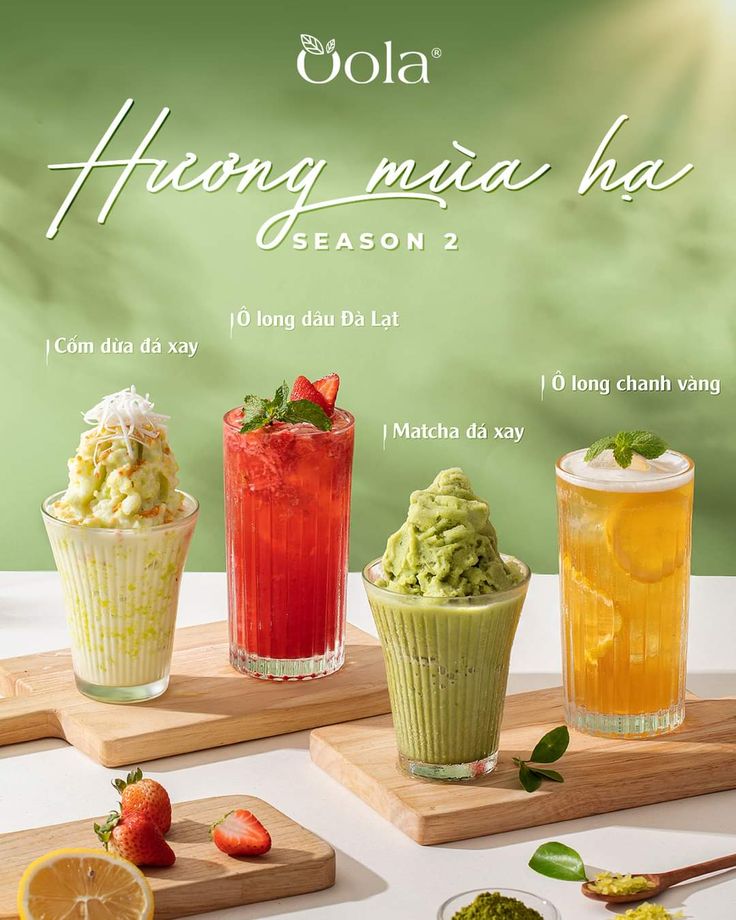 Oola®
Hương mùa hạ
SEASON 2
Ô long dâu Đà Lạt
Cốm dừa đá xay
Ô long chanh vàng
Matcha đá xay